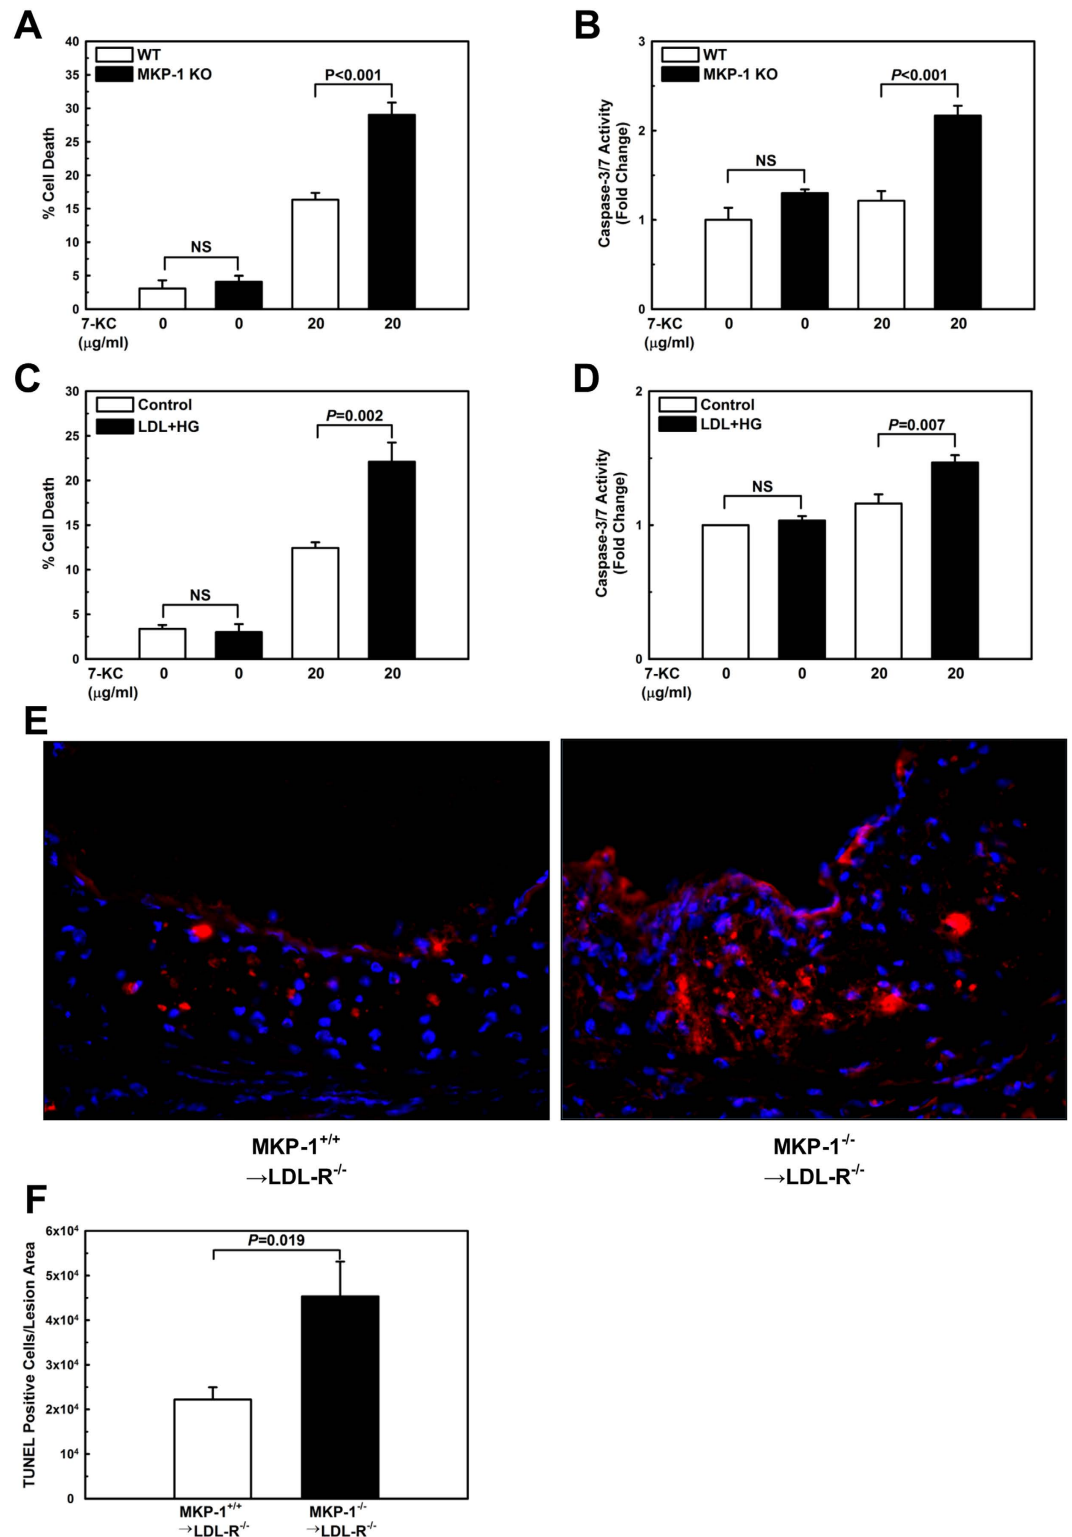 A
40
35
30
25
20
15
10
5
0
% Cell Death
WT
MKP-1 KO
P<0.001
NS
7-KC 0 0 20 20
(μg/ml)
B
3
2
1
0
Caspase-3/7 Activity
(Fold Change)
WT
MKP-1 KO
P<0.001
NS
7-KC 0 0 20 20
(μg/ml)
C
30
25
20
15
10
5
0
% Cell Death
Control
LDL+HG
P=0.002
NS
7-KC 0 0 20 20
(μg/ml)
D
2
1
0
Caspase-3/7 Activity
(Fold Change)
Control
LDL+HG
P=0.007
NS
7-KC 0 0 20 20
(μg/ml)
E
MKP-1+/+
→LDL-R-/-
MKP-1-/-
→LDL-R-/-
F
6x10⁴
5x10⁴
4x10⁴
3x10⁴
2x10⁴
10⁴
0
TUNEL Positive Cells/Lesion Area
P=0.019
MKP-1+/+
→LDL-R-/-
MKP-1-/-
→LDL-R-/-